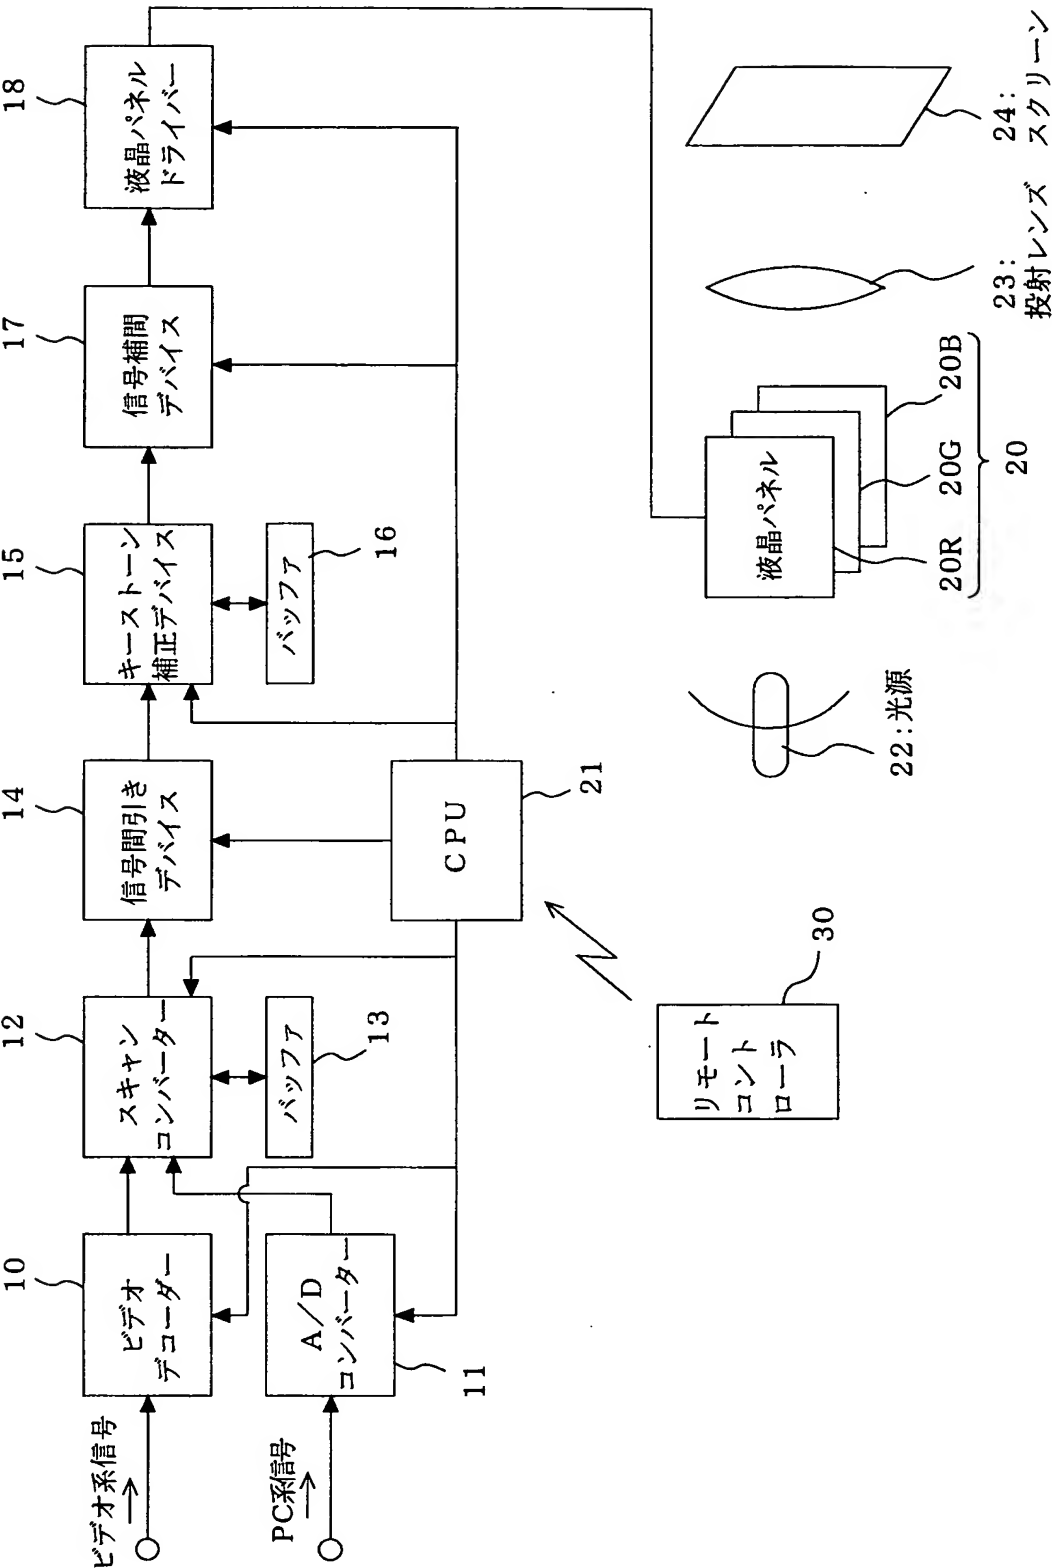 ビデオ系信号
PC系信号
10
ビデオ
デコーダー
A/D
コンバーター
11
12
スキャン
コンバーター
バッファ
13
14
信号間引き
デバイス
15
キーストーン
補正デバイス
バッファ
16
17
信号補間
デバイス
18
液晶パネル
ドライバー
CPU
21
リモート
コント
ローラ
30
22:光源
液晶パネル
20R
20G
20B
20
23:
投射レンズ
24:
スクリーン